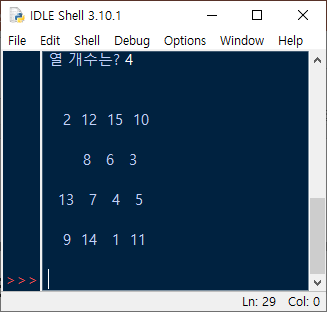 IDLE Shell 3.10.1
File Edit Shell Debug Options Window Help
열 개수는? 4
2 12 15 10
8 6 3
13 7 4 5
9 14 1 11
>>>
Ln: 29 Col: 0